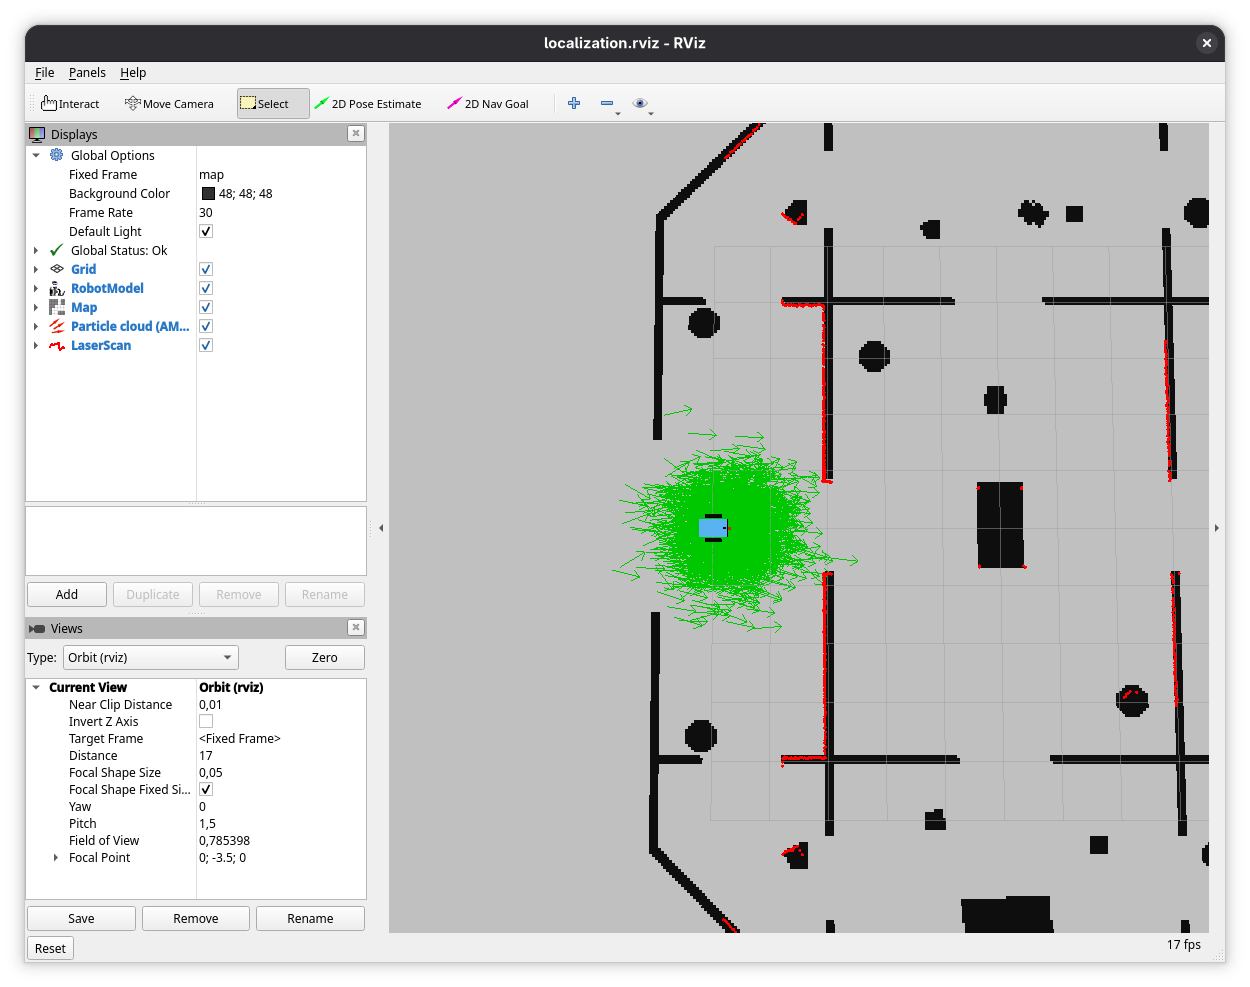 localization.rviz - RViz
File Panels Help
Interact Move Camera Select 2D Pose Estimate 2D Nav Goal
Displays
Global Options
Fixed Frame map
Background Color 48; 48; 48
Frame Rate 30
Default Light
Global Status: Ok
Grid
RobotModel
Map
Particle cloud (AM...
LaserScan
Add Duplicate Remove Rename
Views
Type: Orbit (rviz) Zero
Current View Orbit (rviz)
Near Clip Distance 0,01
Invert Z Axis
Target Frame <Fixed Frame>
Distance 17
Focal Shape Size 0,05
Focal Shape Fixed Si...
Yaw 0
Pitch 1,5
Field of View 0,785398
Focal Point 0; -3.5; 0
Save Remove Rename
Reset 17 fps